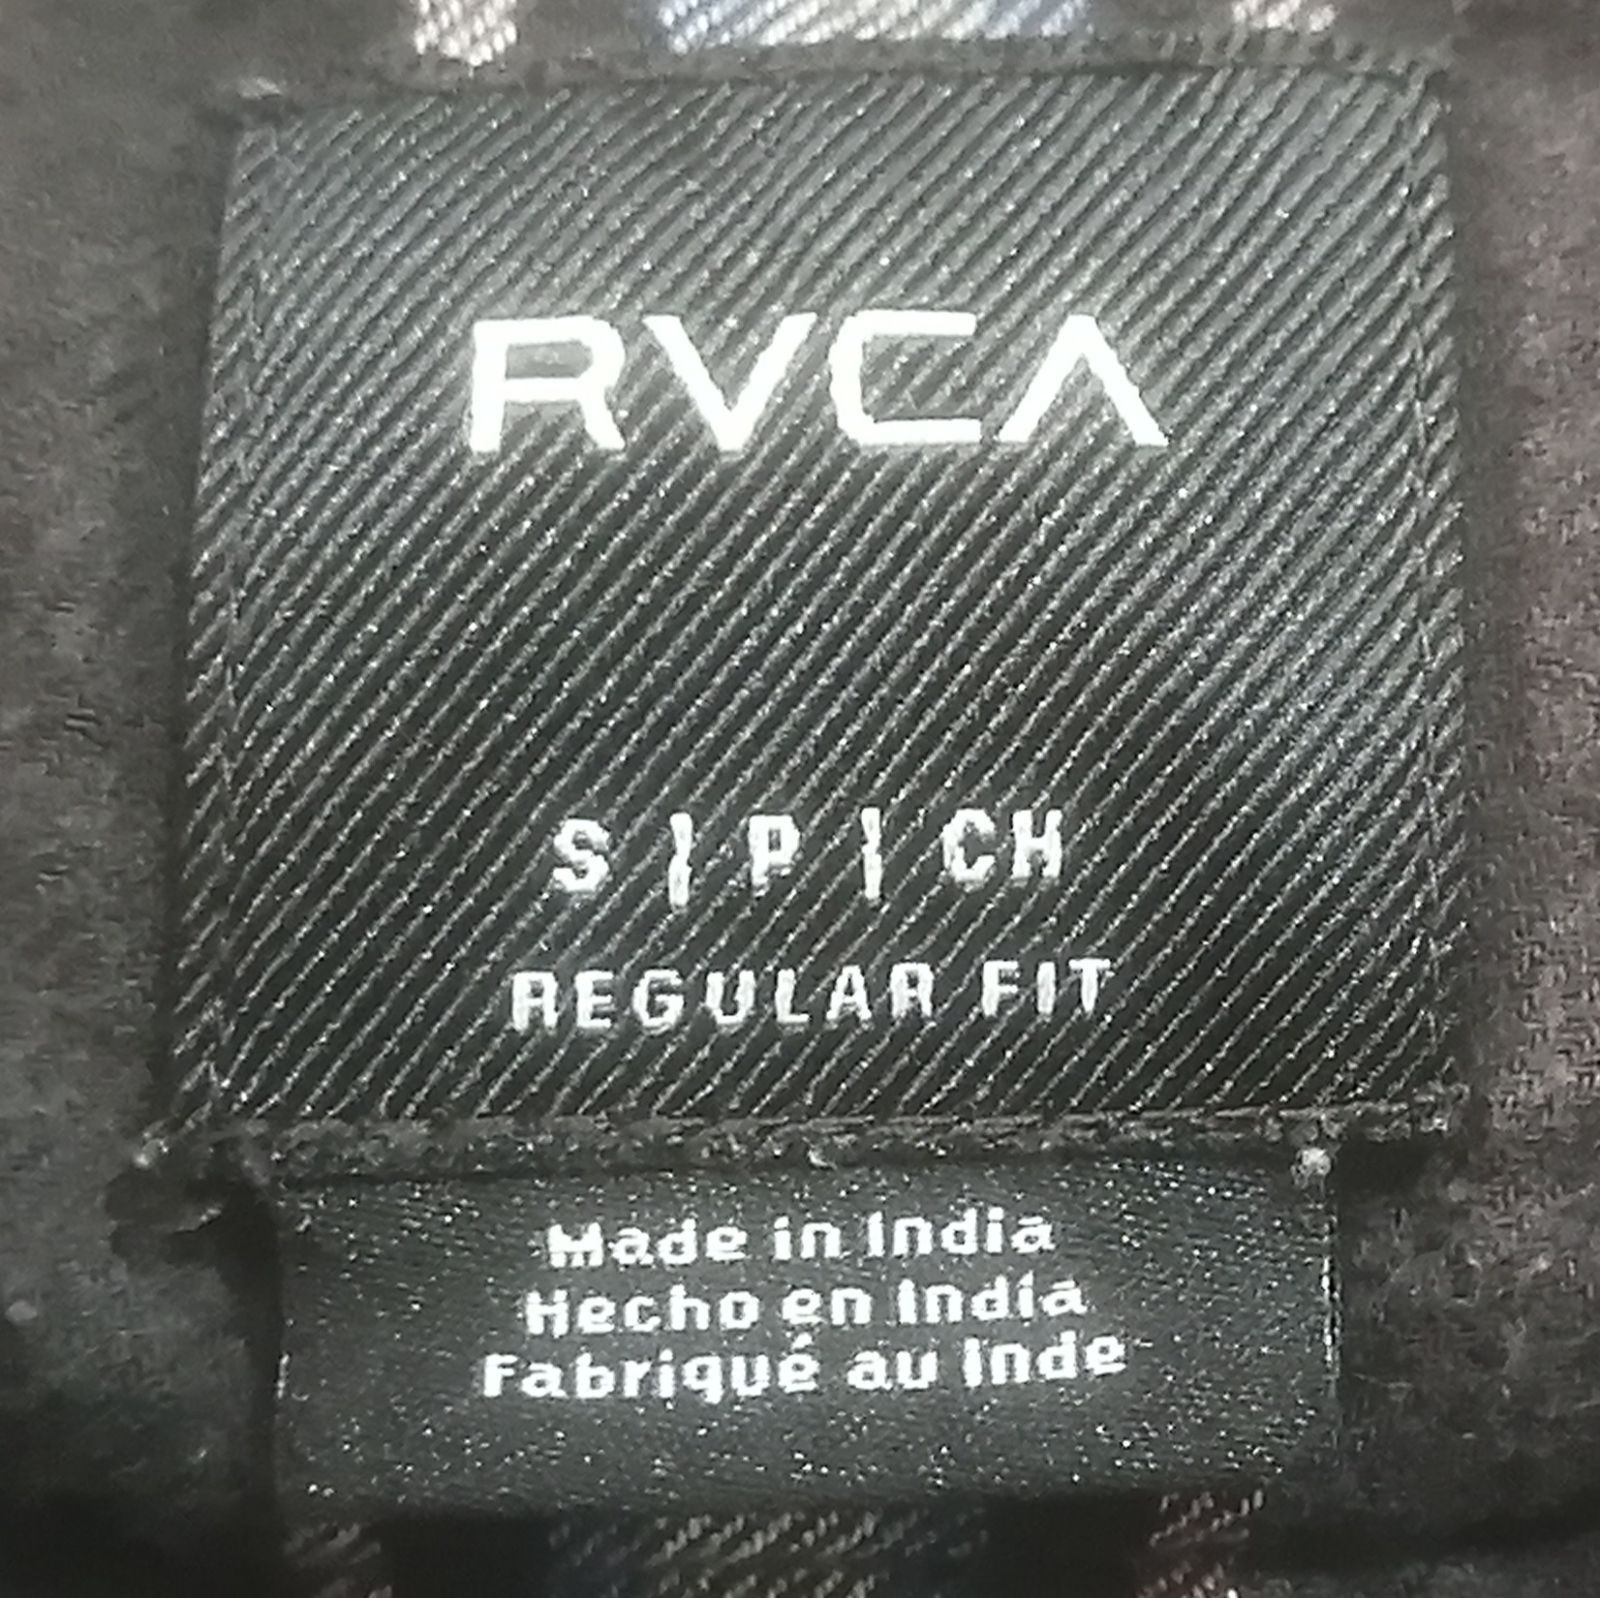 RVCA
S | P | CH
REGULAR FIT
Made in India
Hecho en India
Fabriqué au Inde